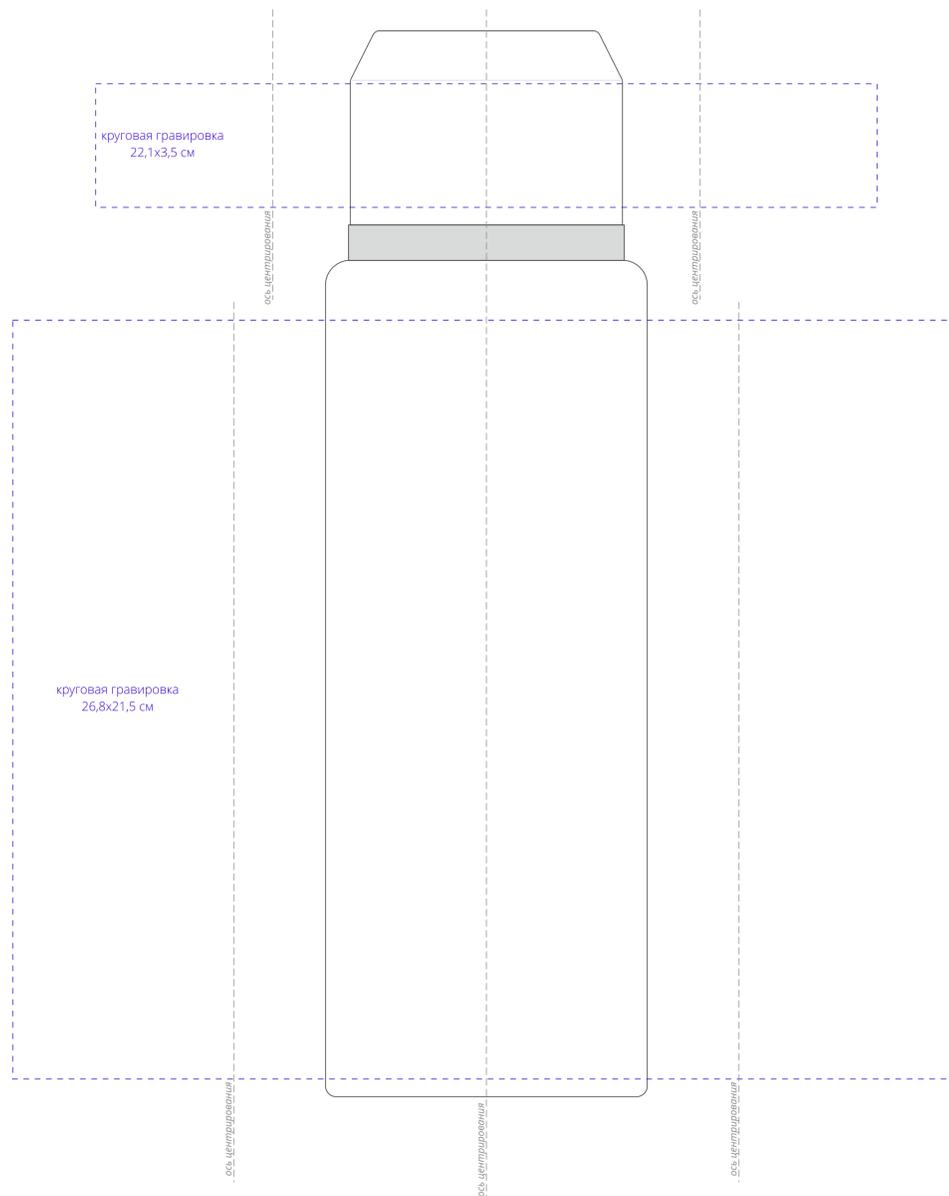 круговая гравировка
22,1х3,5 см
ось центрирования
ось центрирования
круговая гравировка
26,8х21,5 см
ось центрирования
ось центрирования
ось центрирования